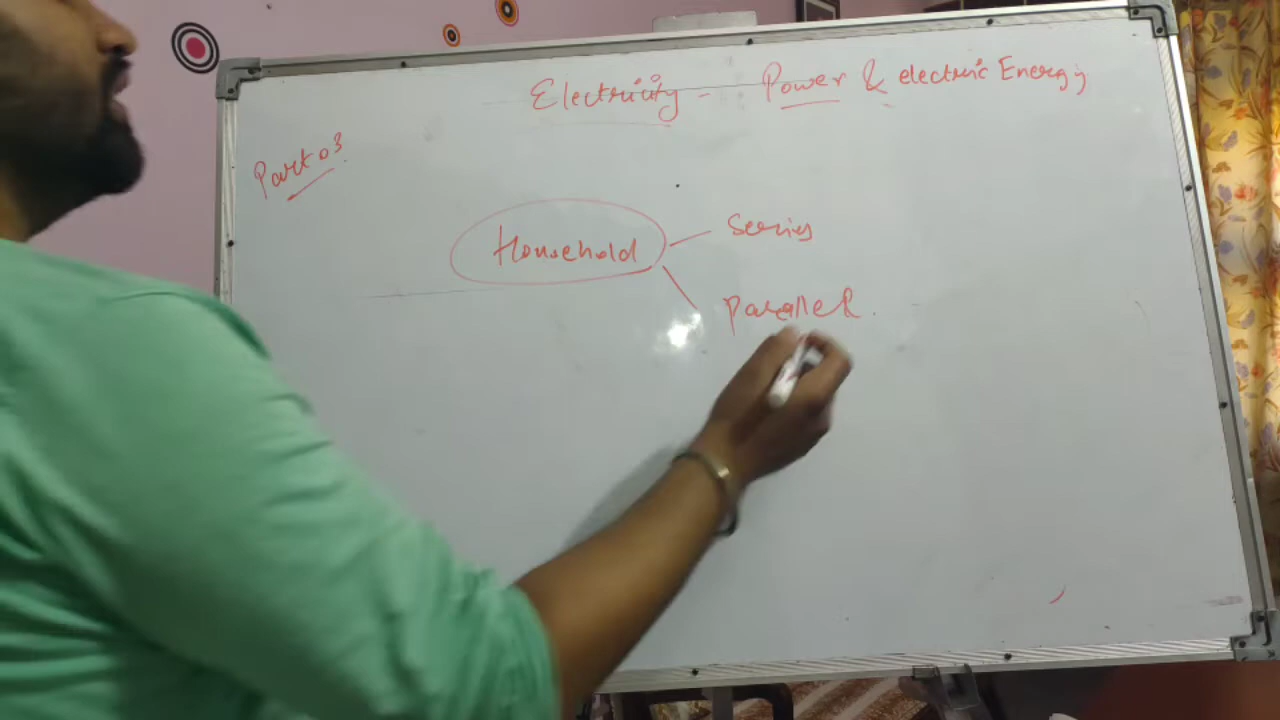 Electricity - Power & electric Energy
Part 03
Household
Series
Parallel.